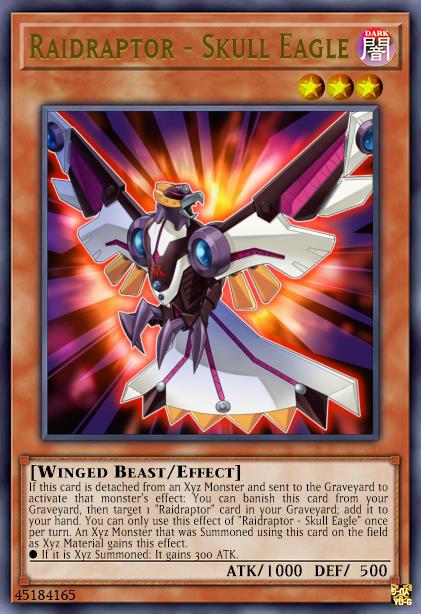 Raidraptor - Skull Eagle
DARK
闇
[Winged Beast/Effect]
If this card is detached from an Xyz Monster and sent to the Graveyard to
activate that monster's effect: You can banish this card from your
Graveyard, then target 1 "Raidraptor" card in your Graveyard; add it to
your hand. You can only use this effect of "Raidraptor - Skull Eagle" once
per turn. An Xyz Monster that was Summoned using this card on the field
as Xyz Material gains this effect.
● If it is Xyz Summoned: It gains 300 ATK.
ATK/1000 DEF/ 500
45184165